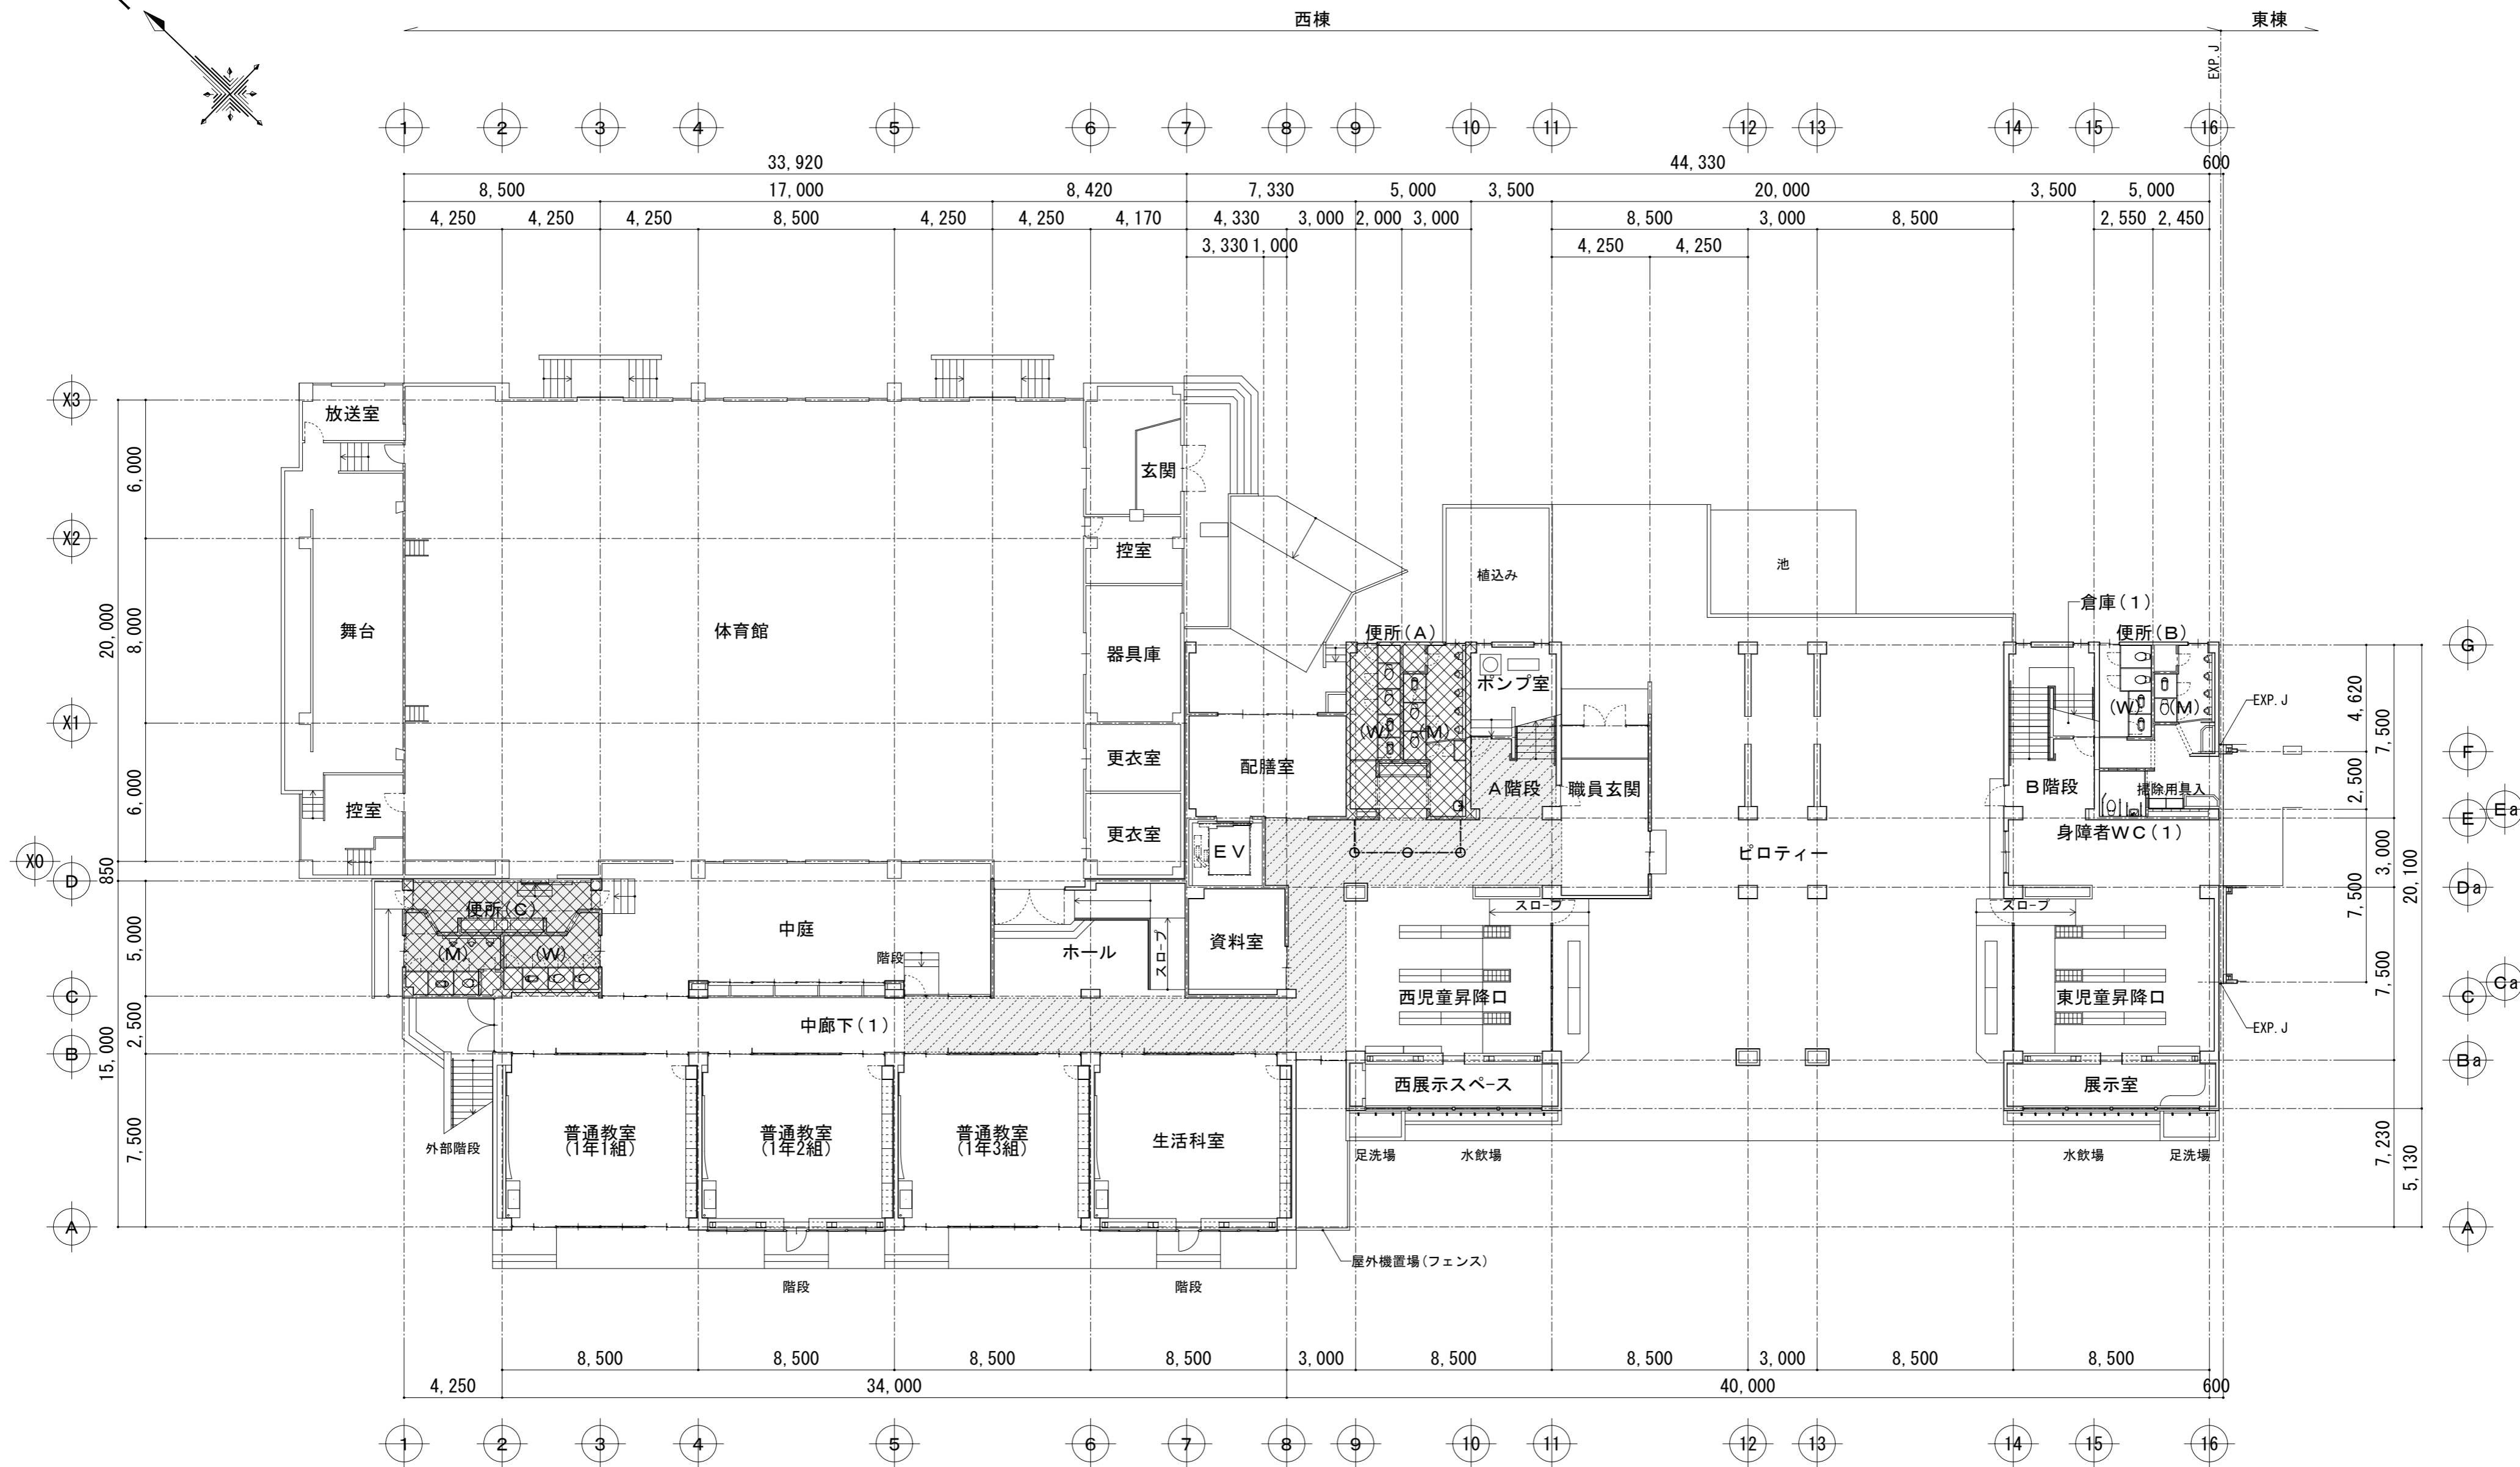 西棟
東棟
EXP.J
1 2 3 4 5 6 7 8 9 10 11 12 13 14 15 16
33,920 44,330 600
8,500 17,000 8,420 7,330 5,000 3,500 20,000 3,500 5,000
4,250 4,250 4,250 8,500 4,250 4,250 4,170 4,330 3,000 2,000 3,000 8,500 3,000 8,500 2,550 2,450
3,330 1,000 4,250 4,250
X3
X2
X1
X0
D
C
B
A
20,000
6,000
8,000
6,000
850
5,000
2,500
15,000
7,500
放送室
玄関
控室
植込み
池
倉庫(1)
舞台
体育館
便所(A)
便所(B)
器具庫
ポンプ室
EXP.J
(W)
(M)
(W)
(M)
更衣室
配膳室
A階段
職員玄関
B階段
掃除用具入
控室
更衣室
EV
ピロティー
身障者WC(1)
便所(C)
中庭
スロープ
スロープ
(M)
(W)
階段
ホール
スロープ
資料室
西児童昇降口
東児童昇降口
中廊下(1)
EXP.J
西展示スペース
展示室
外部階段
普通教室
(1年1組)
普通教室
(1年2組)
普通教室
(1年3組)
生活科室
足洗場
水飲場
水飲場
足洗場
屋外機置場(フェンス)
階段
階段
G
F
E
Ea
Da
C
Ca
Ba
A
4,620
7,500
2,500
3,000
20,100
7,500
7,500
7,230
5,130
8,500 8,500 8,500 8,500 3,000 8,500 8,500 3,000 8,500 8,500
4,250 34,000 40,000 600
1 2 3 4 5 6 7 8 9 10 11 12 13 14 15 16